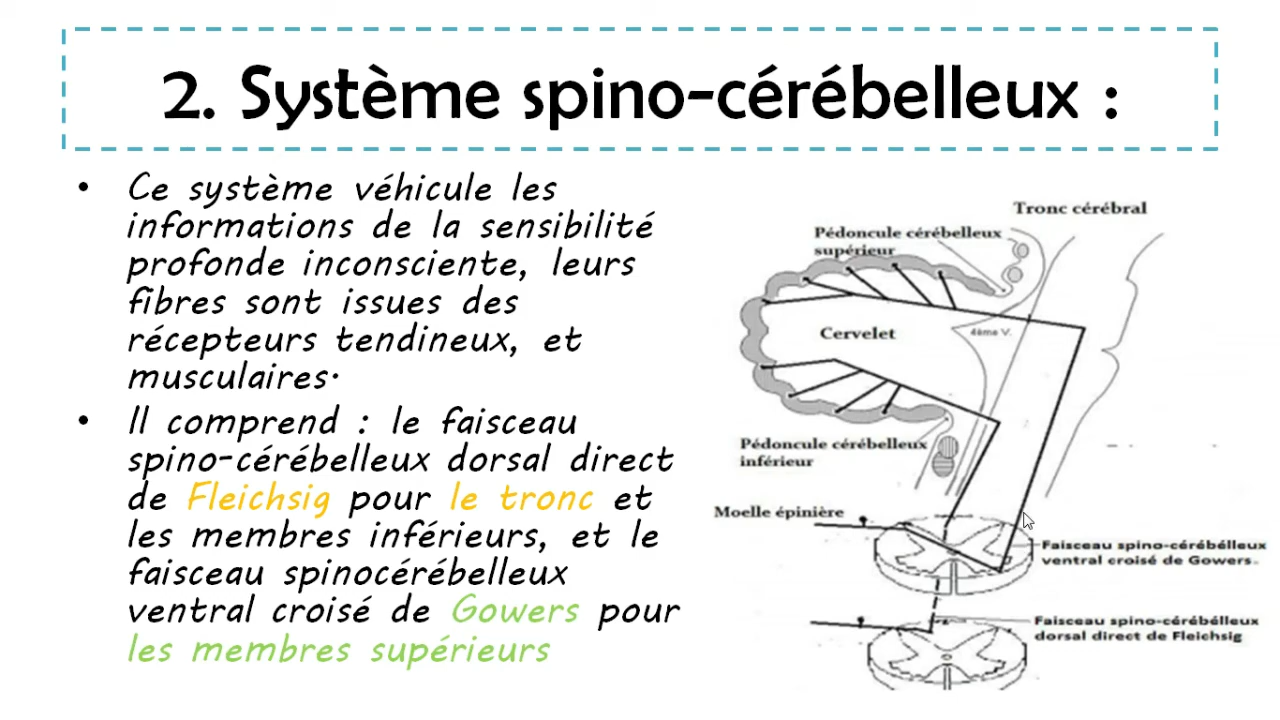 2. Système spino-cérébelleux :
• Ce système véhicule les
informations de la sensibilité
profonde inconsciente, leurs
fibres sont issues des
récepteurs tendineux, et
musculaires.
• Il comprend : le faisceau
spino-cérébelleux dorsal direct
de Fleichsig pour le tronc et
les membres inférieurs, et le
faisceau spinocérébelleux
ventral croisé de Gowers pour
les membres supérieurs
Tronc cérébral
Pédoncule cérébelleux
supérieur
Cervelet
4ème V.
Pédoncule cérébelleux
inférieur
Moelle épinière
Faisceau spino-cérébélleux
ventral croisé de Gowers
Faisceau spino-cérébélleux
dorsal direct de Fleichsig